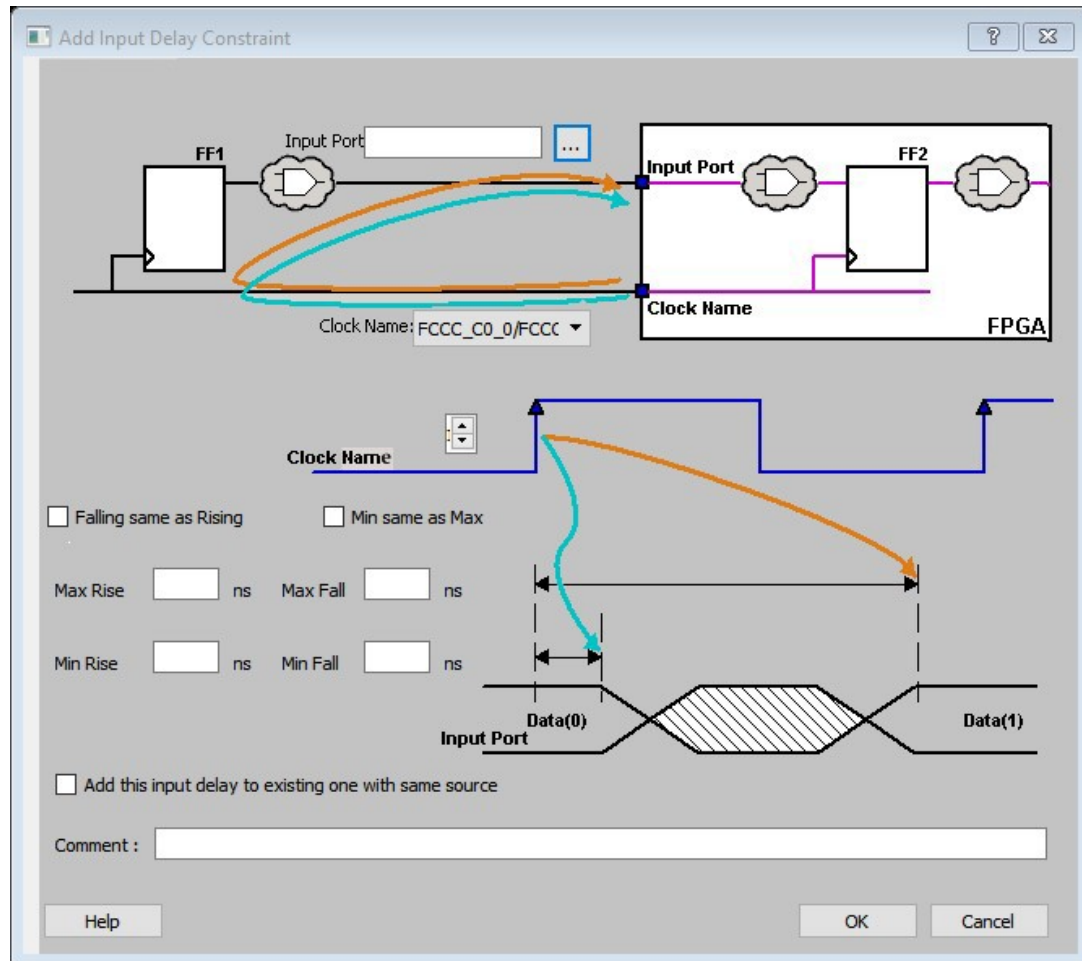 Add Input Delay Constraint
Input Port
...
FF1
Input Port
FF2
Clock Name
Clock Name: FCCC_C0_0/FCCC
FPGA
Clock Name
Falling same as Rising
Min same as Max
Max Rise ns Max Fall ns
Min Rise ns Min Fall ns
Data(0)
Data(1)
Input Port
Add this input delay to existing one with same source
Comment :
Help
OK
Cancel